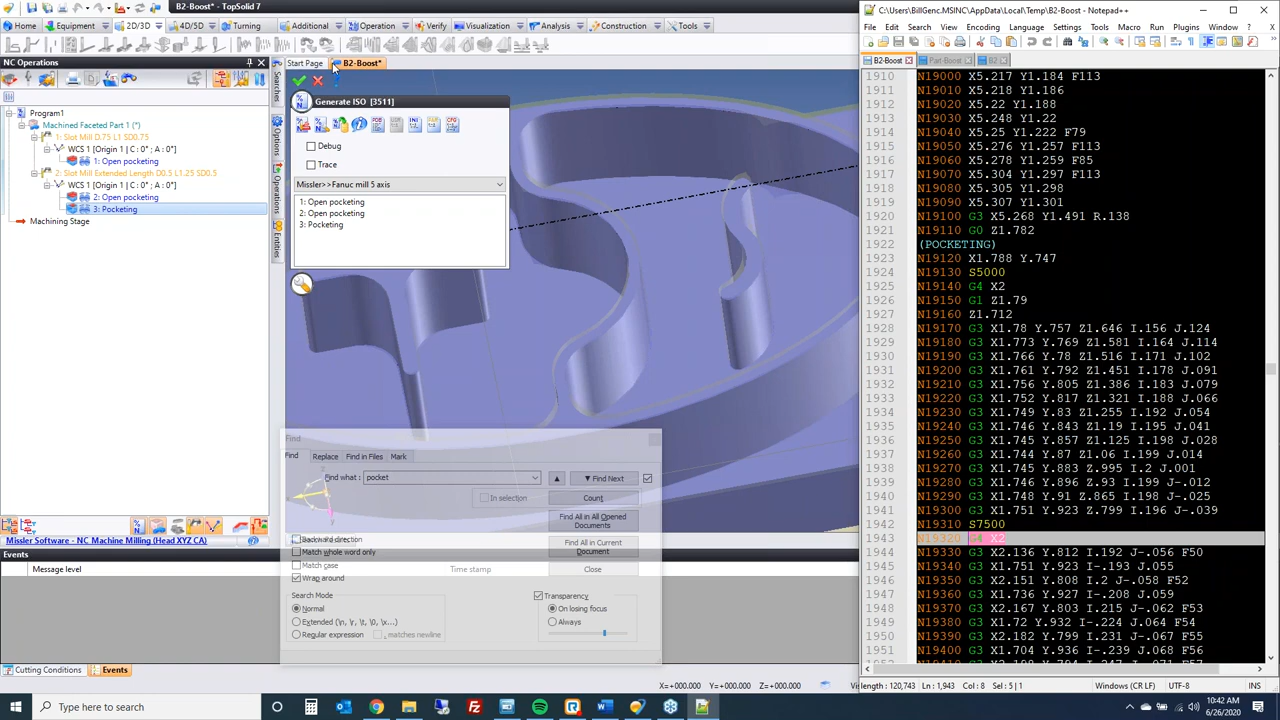 B2-Boost* - TopSolid 7
Home
Equipment
2D/3D
4D/5D
Turning
Additional
Operation
Verify
Visualization
Analysis
Construction
Tools
NC Operations
Start Page
B2-Boost*
Program1
Machined Faceted Part 1 (*)
1: Slot Mill D.75 L1 SD0.75
WCS 1 [Origin 1 | C: 0° ; A : 0°]
1: Open pocketing
2: Slot Mill Extended Length D0.5 L1.25 SD0.5
WCS 1 [Origin 1 | C: 0° ; A : 0°]
2: Open pocketing
3: Pocketing
Machining Stage
Searches
Options
Operations
Entities
Generate ISO [3511]
Debug
Trace
Missler>>Fanuc mill 5 axis
1: Open pocketing
2: Open pocketing
3: Pocketing
Find
Find
Replace
Find in Files
Mark
Find what :
pocket
▲
▼ Find Next
In selection
Count
Find All in All Opened
Documents
Find All in Current
Document
Close
Backward direction
Match whole word only
Match case
Wrap around
Search Mode
Normal
Extended (\n, \r, \t, \0, \x...)
Regular expression
. matches newline
Transparency
On losing focus
Always
Missler Software - NC Machine Milling (Head XYZ CA)
Events
Message level
Time stamp
Cutting Conditions
Events
X=+000.000 Y=+000.000 Z=+000.000
C:\Users\BillGenc.MSINC\AppData\Local\Temp\B2-Boost - Notepad++
File Edit Search View Encoding Language Settings Tools Macro Run Plugins Window ?
B2-Boost
Part-Boost
B2
1910 N19000 X5.217 Y1.184 F113
1911 N19010 X5.218 Y1.186
1912 N19020 X5.22 Y1.188
1913 N19030 X5.248 Y1.22
1914 N19040 X5.25 Y1.222 F79
1915 N19050 X5.276 Y1.257 F113
1916 N19060 X5.278 Y1.259 F85
1917 N19070 X5.304 Y1.297 F113
1918 N19080 X5.305 Y1.298
1919 N19090 X5.307 Y1.301
1920 N19100 G3 X5.268 Y1.491 R.138
1921 N19110 G0 Z1.782
1922 (POCKETING)
1923 N19120 X1.788 Y.747
1924 N19130 S5000
1925 N19140 G4 X2
1926 N19150 G1 Z1.79
1927 N19160 Z1.712
1928 N19170 G3 X1.78 Y.757 Z1.646 I.156 J.124
1929 N19180 G3 X1.773 Y.769 Z1.581 I.164 J.114
1930 N19190 G3 X1.766 Y.78 Z1.516 I.171 J.102
1931 N19200 G3 X1.761 Y.792 Z1.451 I.178 J.091
1932 N19210 G3 X1.756 Y.805 Z1.386 I.183 J.079
1933 N19220 G3 X1.752 Y.817 Z1.321 I.188 J.066
1934 N19230 G3 X1.749 Y.83 Z1.255 I.192 J.054
1935 N19240 G3 X1.746 Y.843 Z1.19 I.195 J.041
1936 N19250 G3 X1.745 Y.857 Z1.125 I.198 J.028
1937 N19260 G3 X1.744 Y.87 Z1.06 I.199 J.014
1938 N19270 G3 X1.745 Y.883 Z.995 I.2 J.001
1939 N19280 G3 X1.746 Y.896 Z.93 I.199 J-.012
1940 N19290 G3 X1.748 Y.91 Z.865 I.198 J-.025
1941 N19300 G3 X1.751 Y.923 Z.799 I.196 J-.039
1942 N19310 S7500
1943 N19320 G4 X2
1944 N19330 G3 X2.136 Y.812 I.192 J-.056 F50
1945 N19340 G3 X1.751 Y.931 I-.193 J.055
1946 N19350 G3 X2.151 Y.808 I.2 J-.058 F52
1947 N19360 G3 X1.736 Y.927 I-.208 J.059
1948 N19370 G3 X2.167 Y.803 I.215 J-.062 F53
1949 N19380 G3 X1.72 Y.932 I-.224 J.064 F54
1950 N19390 G3 X2.182 Y.799 I.231 J-.067 F55
1951 N19400 G3 X1.704 Y.936 I-.239 J.068 F56
length : 120,743
Ln : 1,943 Col : 8 Sel : 5 | 1
Windows (CR LF)
UTF-8
INS
Type here to search
10:42 AM
6/26/2020